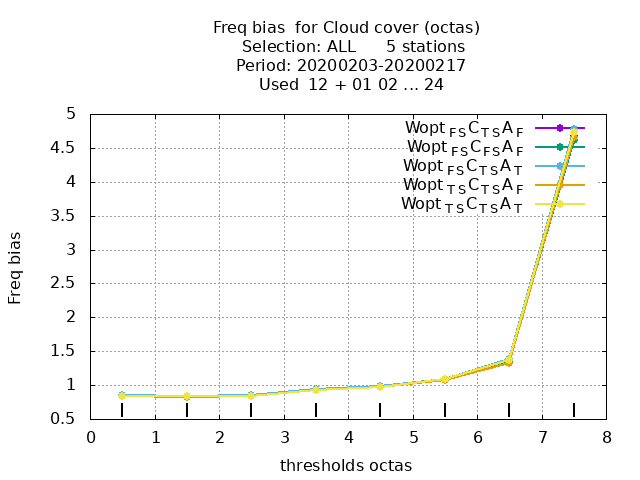 Freq bias for Cloud cover (octas)
Selection: ALL 5 stations
Period: 20200203-20200217
Used 12 + 01 02 ... 24
5
4.5
4
3.5
3
2.5
2
1.5
1
0.5
Freq bias
Wopt FS C TS A F
Wopt FS C FS A F
Wopt FS C TS A T
Wopt TS C TS A F
Wopt TS C TS A T
0 1 2 3 4 5 6 7 8
thresholds octas